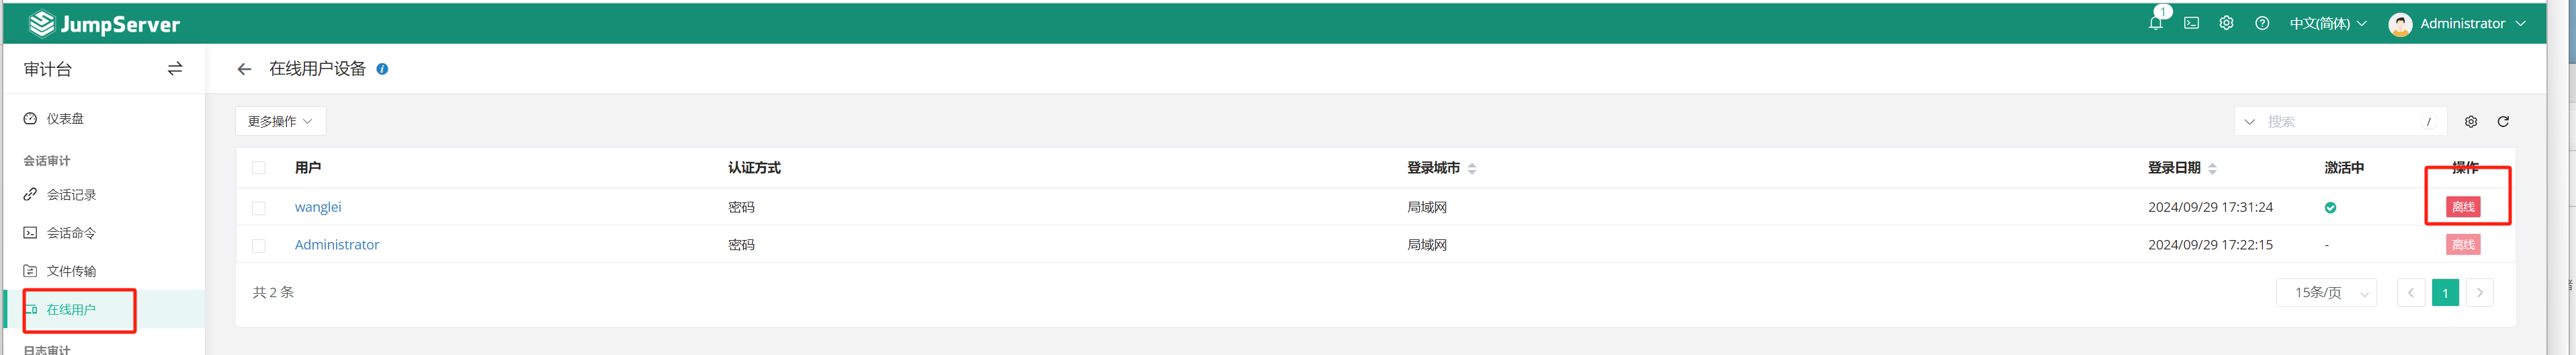 JumpServer
1
中文(简体)
Administrator
审计台
在线用户设备
仪表盘
更多操作
搜索
/
会话审计
用户
认证方式
登录城市
登录日期
激活中
操作
会话记录
wanglei
密码
局域网
2024/09/29 17:31:24
离线
会话命令
Administrator
密码
局域网
2024/09/29 17:22:15
-
离线
文件传输
共 2 条
15条/页
1
在线用户
日志审计